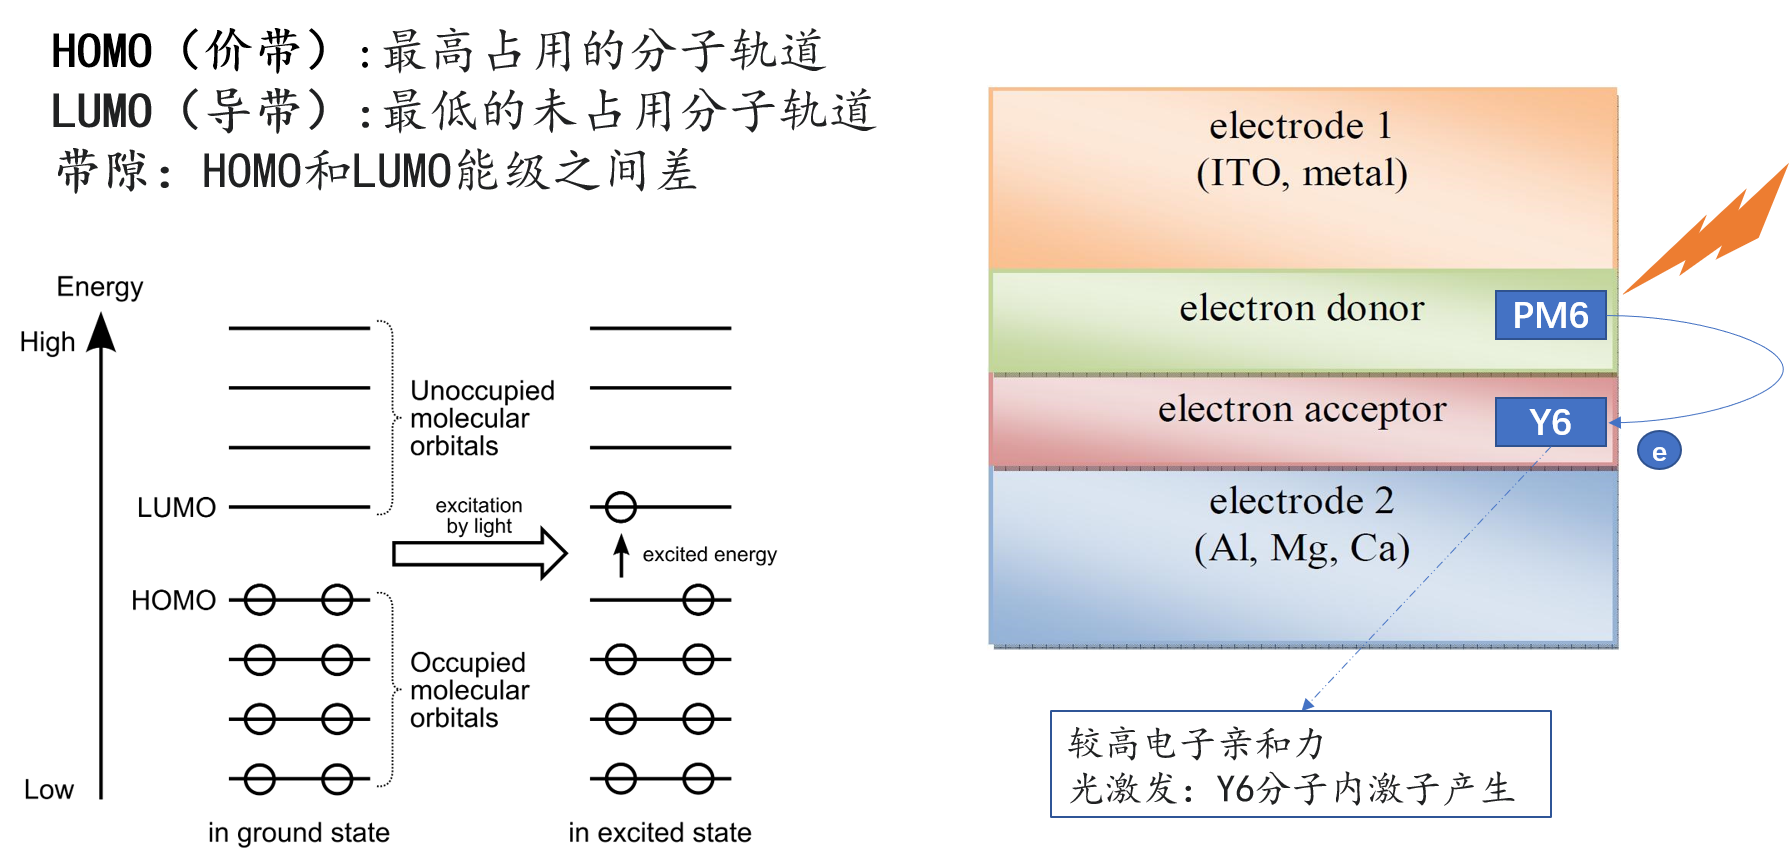 HOMO（价带）:最高占用的分子轨道
LUMO（导带）:最低的未占用分子轨道
带隙：HOMO和LUMO能级之间差
Energy
High
Low
LUMO
HOMO
Unoccupied
molecular
orbitals
Occupied
molecular
orbitals
excitation
by light
excited energy
in ground state
in excited state
electrode 1
(ITO, metal)
electron donor
PM6
electron acceptor
Y6
e
electrode 2
(Al, Mg, Ca)
较高电子亲和力
光激发：Y6分子内激子产生